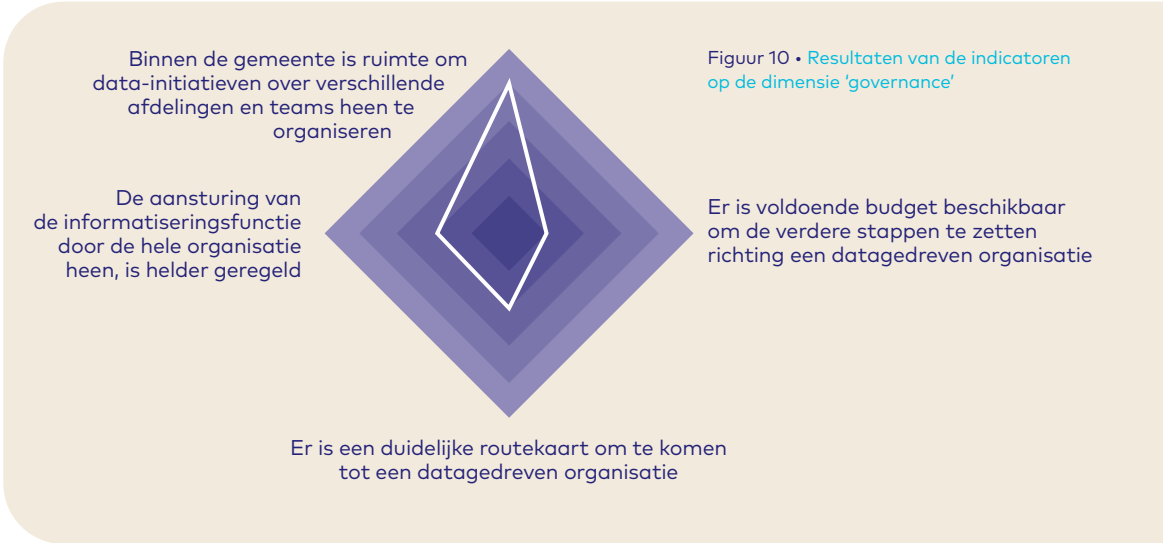 Binnen de gemeente is ruimte om
data-initiatieven over verschillende
afdelingen en teams heen te
organiseren
Figuur 10 • Resultaten van de indicatoren
op de dimensie ‘governance’
De aansturing van
de informatiseringsfunctie
door de hele organisatie
heen, is helder geregeld
Er is voldoende budget beschikbaar
om de verdere stappen te zetten
richting een datagedreven organisatie
Er is een duidelijke routekaart om te komen
tot een datagedreven organisatie